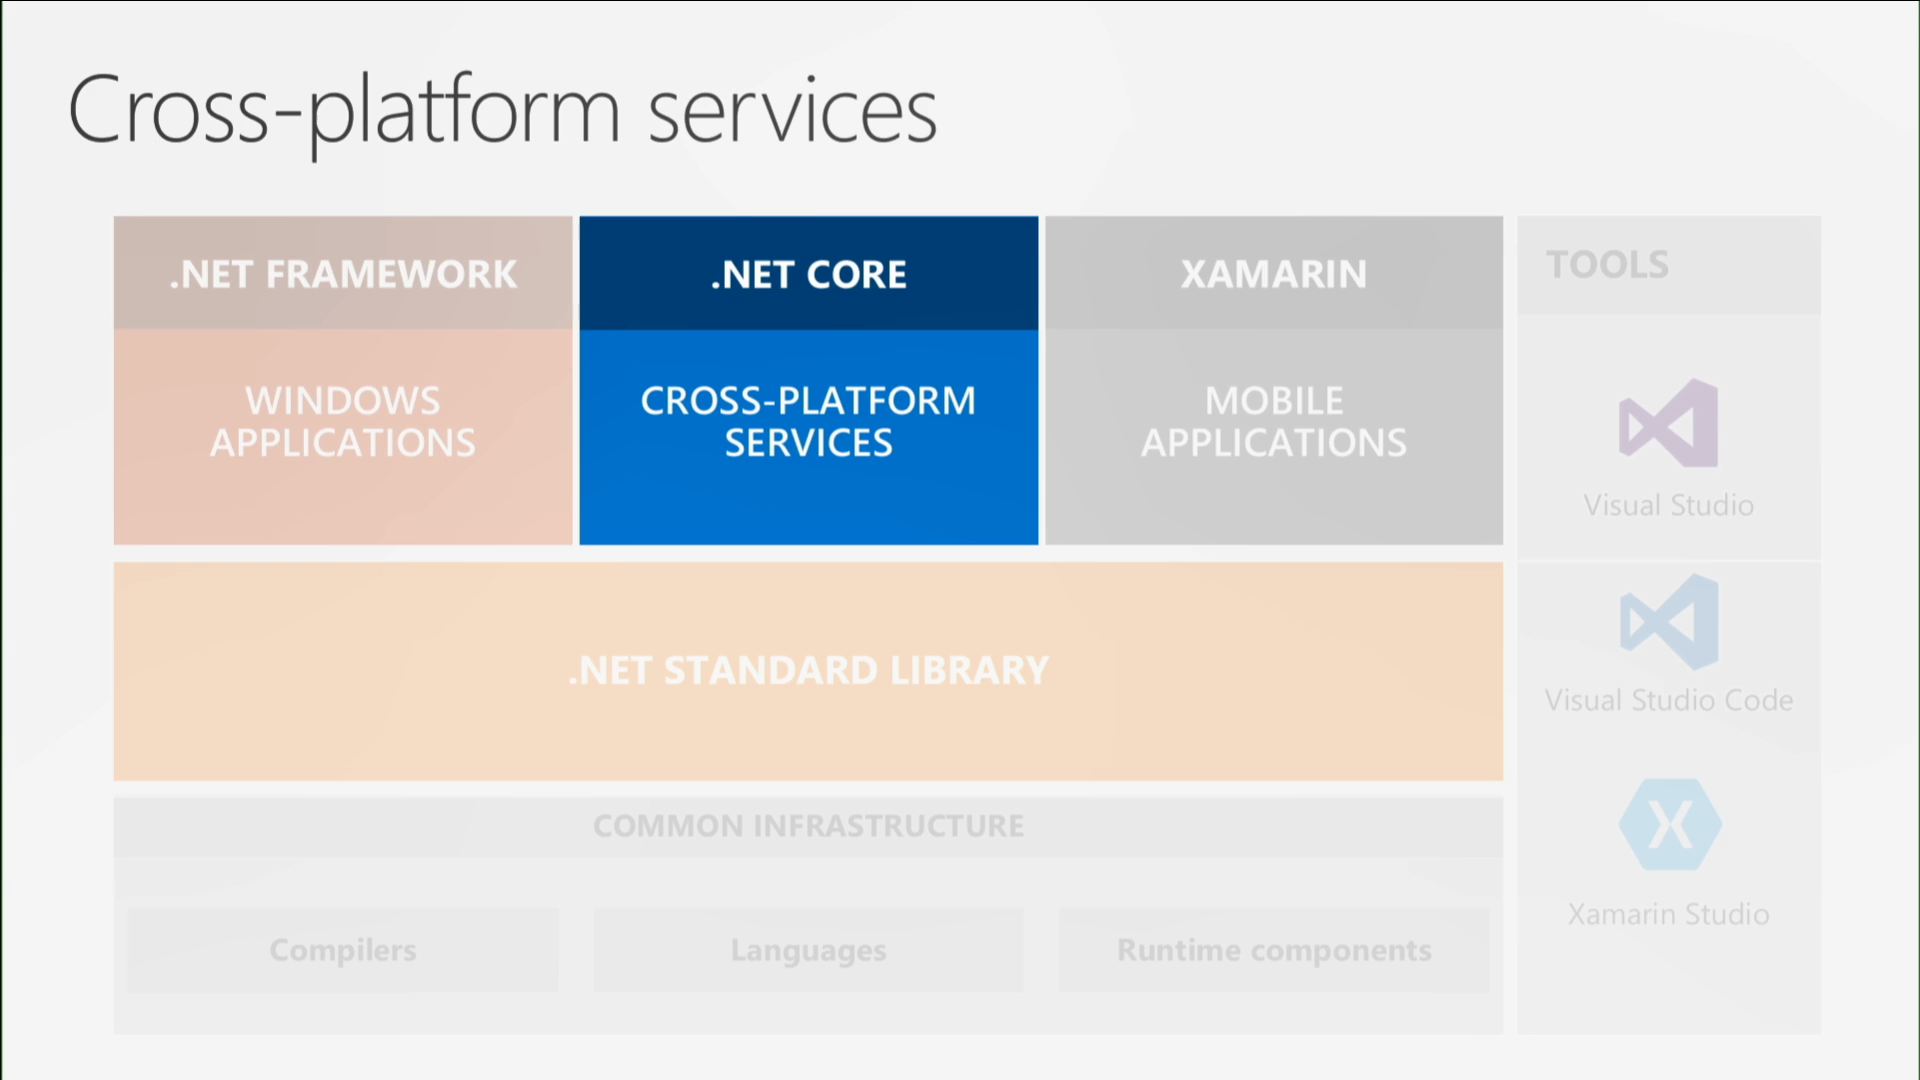 Cross-platform services
.NET FRAMEWORK
WINDOWS
APPLICATIONS
.NET CORE
CROSS-PLATFORM
SERVICES
XAMARIN
MOBILE
APPLICATIONS
.NET STANDARD LIBRARY
COMMON INFRASTRUCTURE
Compilers
Languages
Runtime components
TOOLS
Visual Studio
Visual Studio Code
X
Xamarin Studio